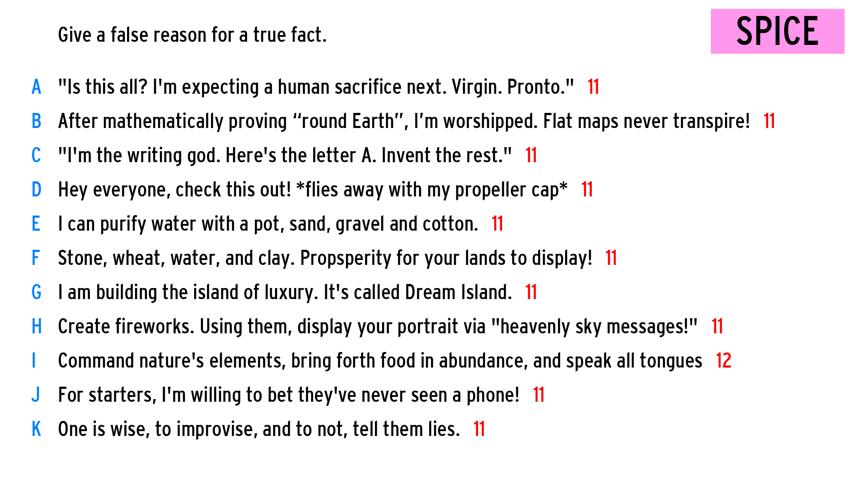 Give a false reason for a true fact.
SPICE
A "Is this all? I'm expecting a human sacrifice next. Virgin. Pronto." 11
B After mathematically proving “round Earth”, I’m worshipped. Flat maps never transpire! 11
C "I'm the writing god. Here's the letter A. Invent the rest." 11
D Hey everyone, check this out! *flies away with my propeller cap* 11
E I can purify water with a pot, sand, gravel and cotton. 11
F Stone, wheat, water, and clay. Propsperity for your lands to display! 11
G I am building the island of luxury. It's called Dream Island. 11
H Create fireworks. Using them, display your portrait via "heavenly sky messages!" 11
I Command nature's elements, bring forth food in abundance, and speak all tongues 12
J For starters, I'm willing to bet they've never seen a phone! 11
K One is wise, to improvise, and to not, tell them lies. 11